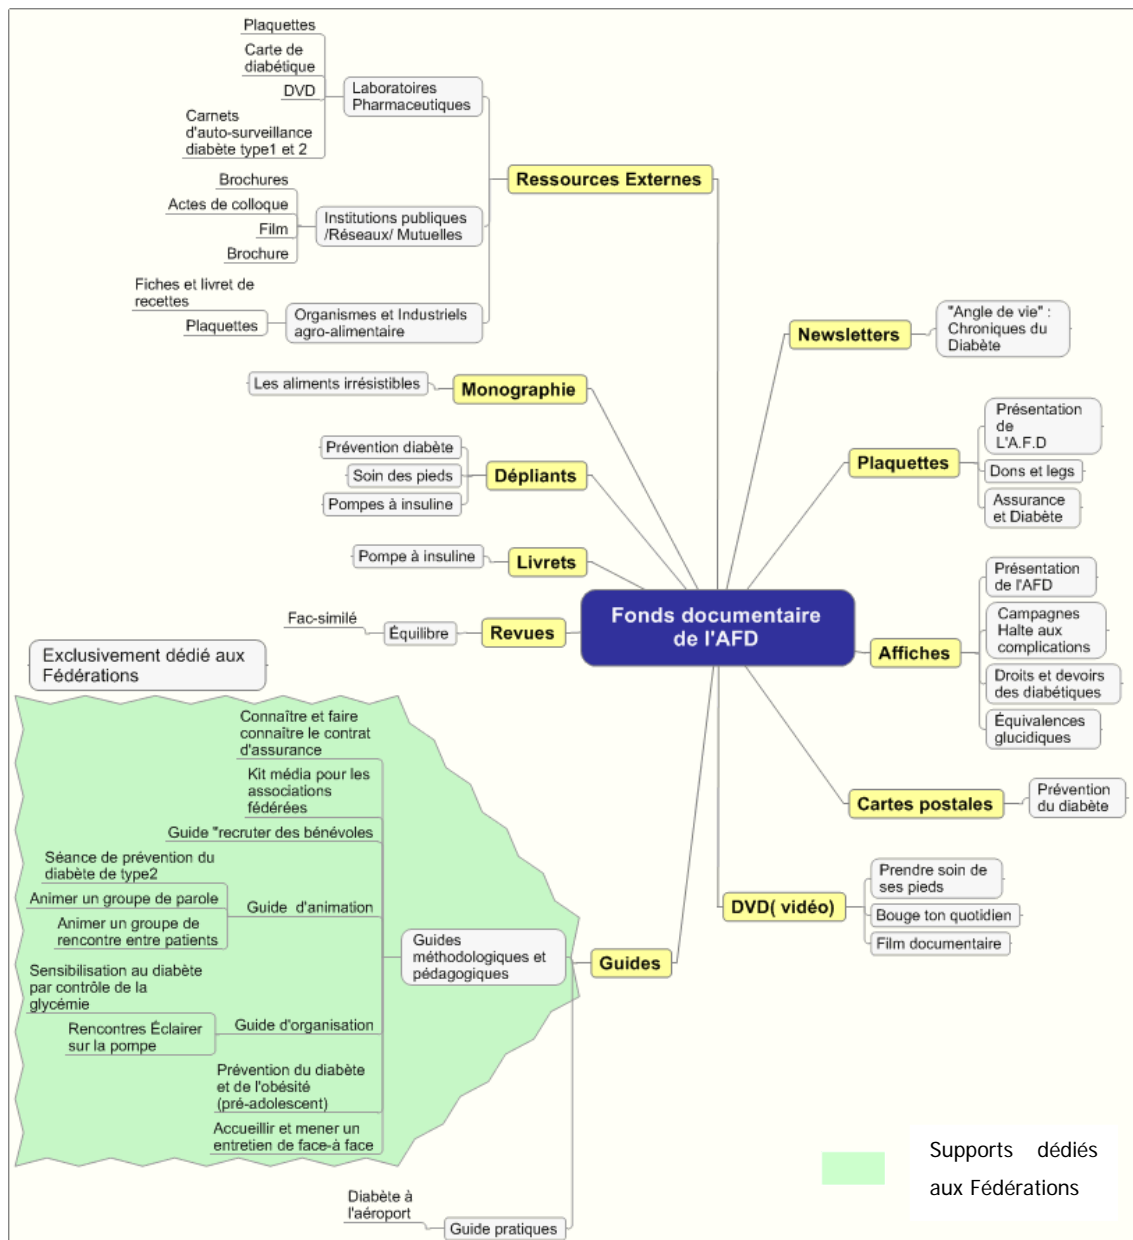 Plaquettes
Carte de
diabétique
DVD
Carnets
d'auto-surveillance
diabète type1 et 2
Laboratoires
Pharmaceutiques
Brochures
Actes de colloque
Film
Brochure
Institutions publiques
/Réseaux/ Mutuelles
Fiches et livret de
recettes
Plaquettes
Organismes et Industriels
agro-alimentaire
Ressources Externes
Les aliments irrésistibles
Monographie
Prévention diabète
Soin des pieds
Pompes à insuline
Dépliants
Pompe à insuline
Livrets
Fac-similé
Équilibre
Revues
Fonds documentaire
de l'AFD
Newsletters
"Angle de vie" :
Chroniques du
Diabète
Plaquettes
Présentation
de
L'A.F.D
Dons et legs
Assurance
et Diabète
Affiches
Présentation
de l'AFD
Campagnes
Halte aux
complications
Droits et devoirs
des diabétiques
Équivalences
glucidiques
Cartes postales
Prévention
du diabète
DVD( vidéo)
Prendre soin de
ses pieds
Bouge ton quotidien
Film documentaire
Exclusivement dédié aux
Fédérations
Connaître et faire
connaître le contrat
d'assurance
Kit média pour les
associations
fédérées
Guide "recruter des bénévoles
Séance de prévention du
diabète de type2
Animer un groupe de parole
Animer un groupe de
rencontre entre patients
Guide d'animation
Sensibilisation au diabète
par contrôle de la
glycémie
Rencontres Éclairer
sur la pompe
Guide d'organisation
Prévention du diabète
et de l'obésité
(pré-adolescent)
Accueillir et mener un
entretien de face-à face
Guides
méthodologiques et
pédagogiques
Guides
Diabète à
l'aéroport
Guide pratiques
Supports dédiés
aux Fédérations